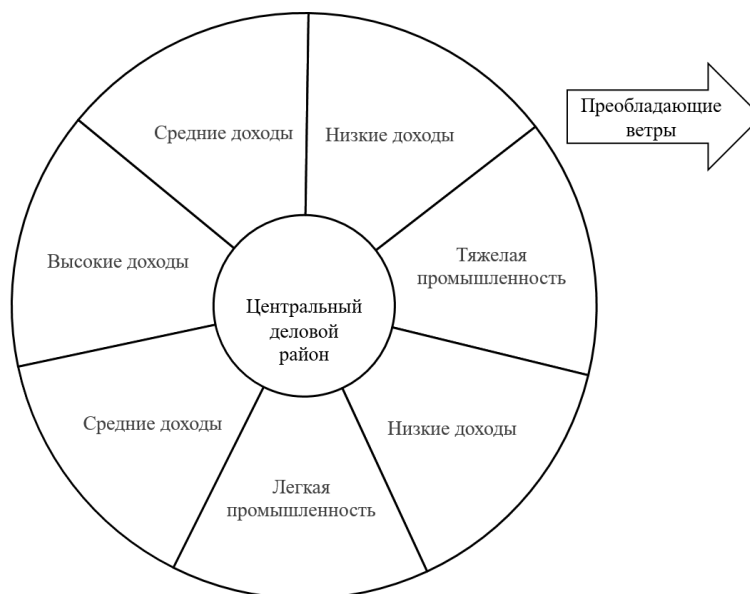 Преобладающие
ветры
Средние доходы
Низкие доходы
Высокие доходы
Тяжелая
промышленность
Центральный
деловой
район
Средние доходы
Низкие доходы
Легкая
промышленность